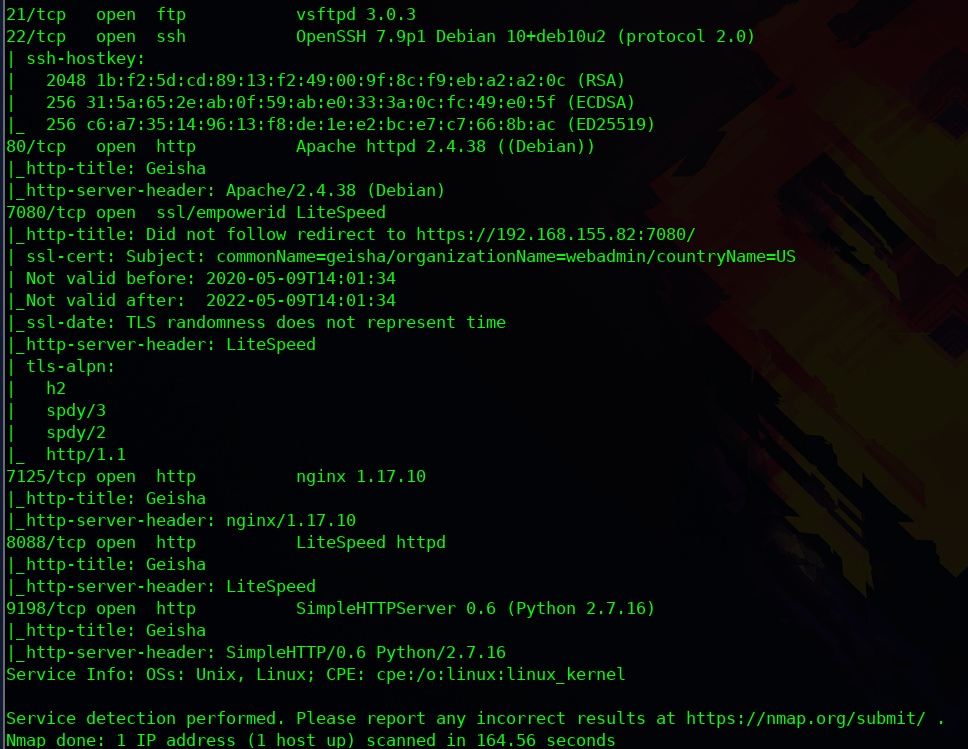 21/tcp   open  ftp           vsftpd 3.0.3
22/tcp   open  ssh           OpenSSH 7.9p1 Debian 10+deb10u2 (protocol 2.0)
| ssh-hostkey:
|   2048 1b:f2:5d:cd:89:13:f2:49:00:9f:8c:f9:eb:a2:a2:0c (RSA)
|   256 31:5a:65:2e:ab:0f:59:ab:e0:33:3a:0c:fc:49:e0:5f (ECDSA)
|_  256 c6:a7:35:14:96:13:f8:de:1e:e2:bc:e7:c7:66:8b:ac (ED25519)
80/tcp   open  http          Apache httpd 2.4.38 ((Debian))
|_http-title: Geisha
|_http-server-header: Apache/2.4.38 (Debian)
7080/tcp open  ssl/empowerid LiteSpeed
|_http-title: Did not follow redirect to https://192.168.155.82:7080/
| ssl-cert: Subject: commonName=geisha/organizationName=webadmin/countryName=US
| Not valid before: 2020-05-09T14:01:34
|_Not valid after:  2022-05-09T14:01:34
|_ssl-date: TLS randomness does not represent time
|_http-server-header: LiteSpeed
| tls-alpn:
|   h2
|   spdy/3
|   spdy/2
|_  http/1.1
7125/tcp open  http          nginx 1.17.10
|_http-title: Geisha
|_http-server-header: nginx/1.17.10
8088/tcp open  http          LiteSpeed httpd
|_http-title: Geisha
|_http-server-header: LiteSpeed
9198/tcp open  http          SimpleHTTPServer 0.6 (Python 2.7.16)
|_http-title: Geisha
|_http-server-header: SimpleHTTP/0.6 Python/2.7.16
Service Info: OSs: Unix, Linux; CPE: cpe:/o:linux:linux_kernel

Service detection performed. Please report any incorrect results at https://nmap.org/submit/ .
Nmap done: 1 IP address (1 host up) scanned in 164.56 seconds